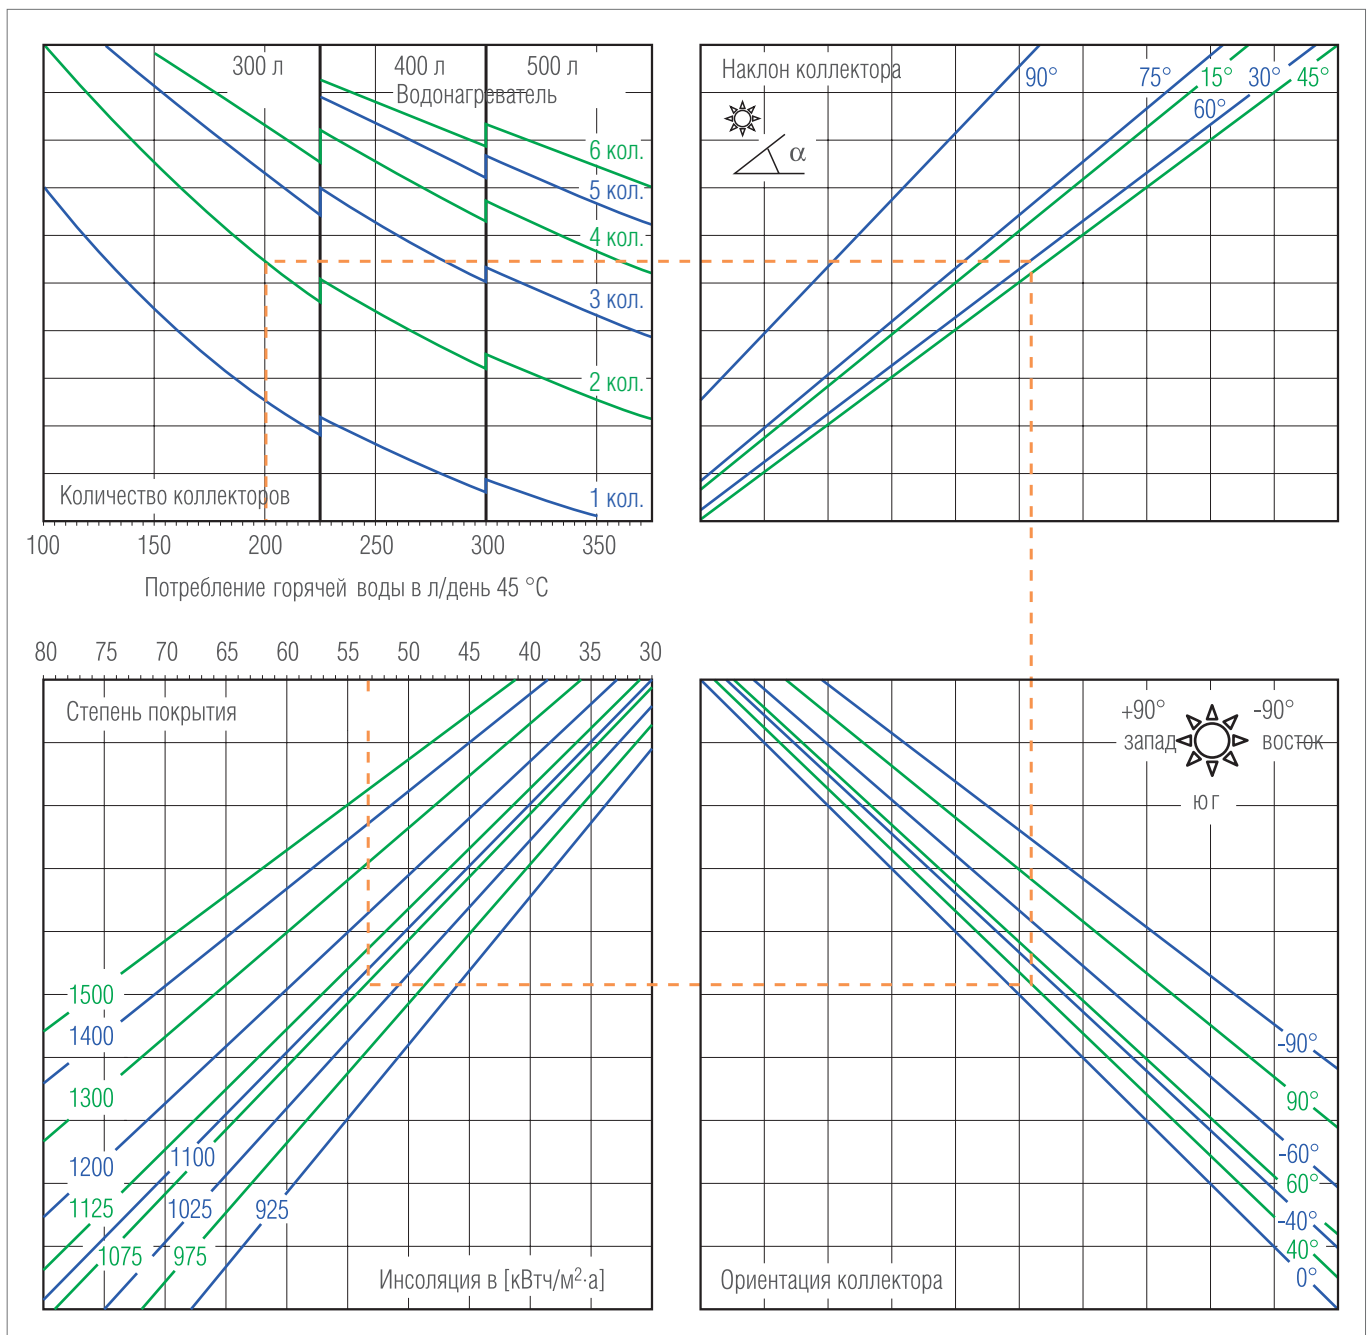 300 л 400 л 500 л
Водонагреватель
6 кол.
5 кол.
4 кол.
3 кол.
2 кол.
1 кол.
Количество коллекторов
100 150 200 250 300 350
Потребление горячей воды в л/день 45 °C
Наклон коллектора
90° 75° 15° 30° 45°
60°
α
80 75 70 65 60 55 50 45 40 35 30
Степень покрытия
1500
1400
1300
1200 1100
1125 1025 925
1075 975
Инсоляция в [кВтч/м²·а]
+90° -90°
запад восток
юг
-90°
90°
-60°
60°
-40°
40°
0°
Ориентация коллектора